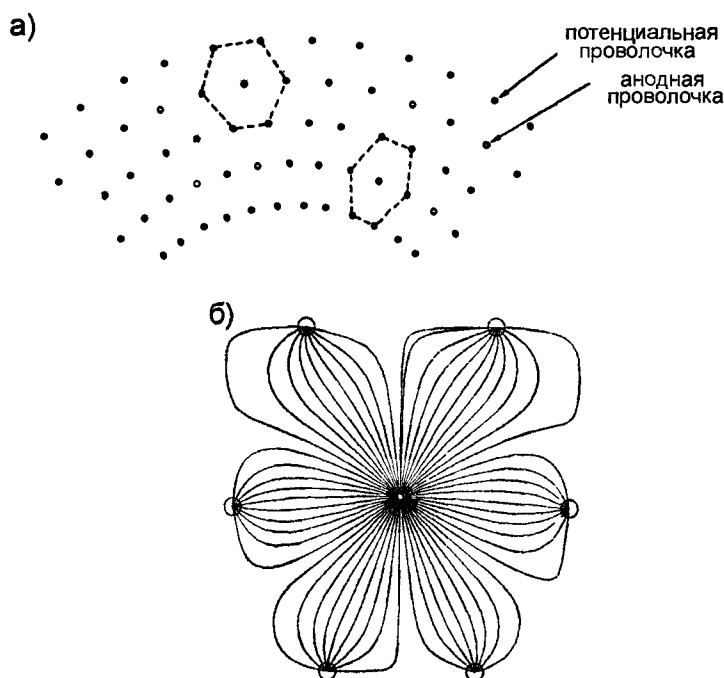 а)
потенциальная
проволочка
анодная
проволочка
б)